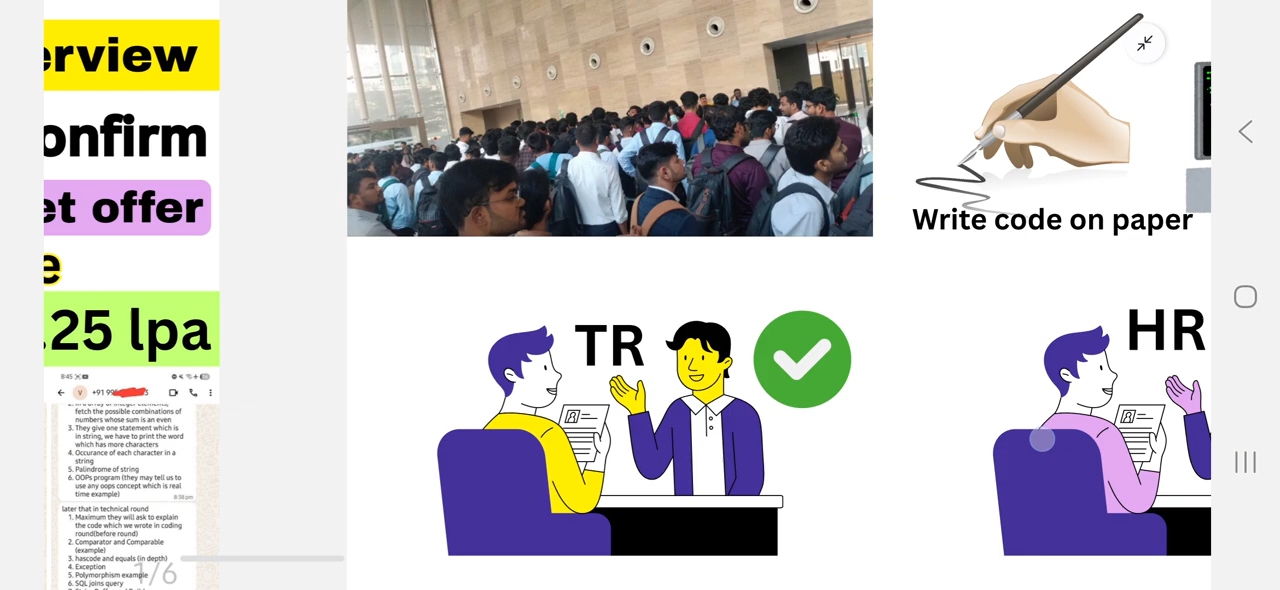 erview
onfirm
et offer
e
.25 lpa
8:45
+91 99
fetch the possible combinations of
numbers whose sum is an even
3. They give one statement which is
in string, we have to print the word
which has more characters
4. Occurance of each character in a
string
5. Palindrome of string
6. OOPs program (they may tell us to
use any oops concept which is real
time example)
8:38 pm
later that in technical round
1. Maximum they will ask to explain
the code which we wrote in coding
round(before round)
2. Comparator and Comparable
(example)
3. hascode and equals (in depth)
4. Exception
5. Polymorphism example
6. SQL joins query
1/6
Write code on paper
TR
HR